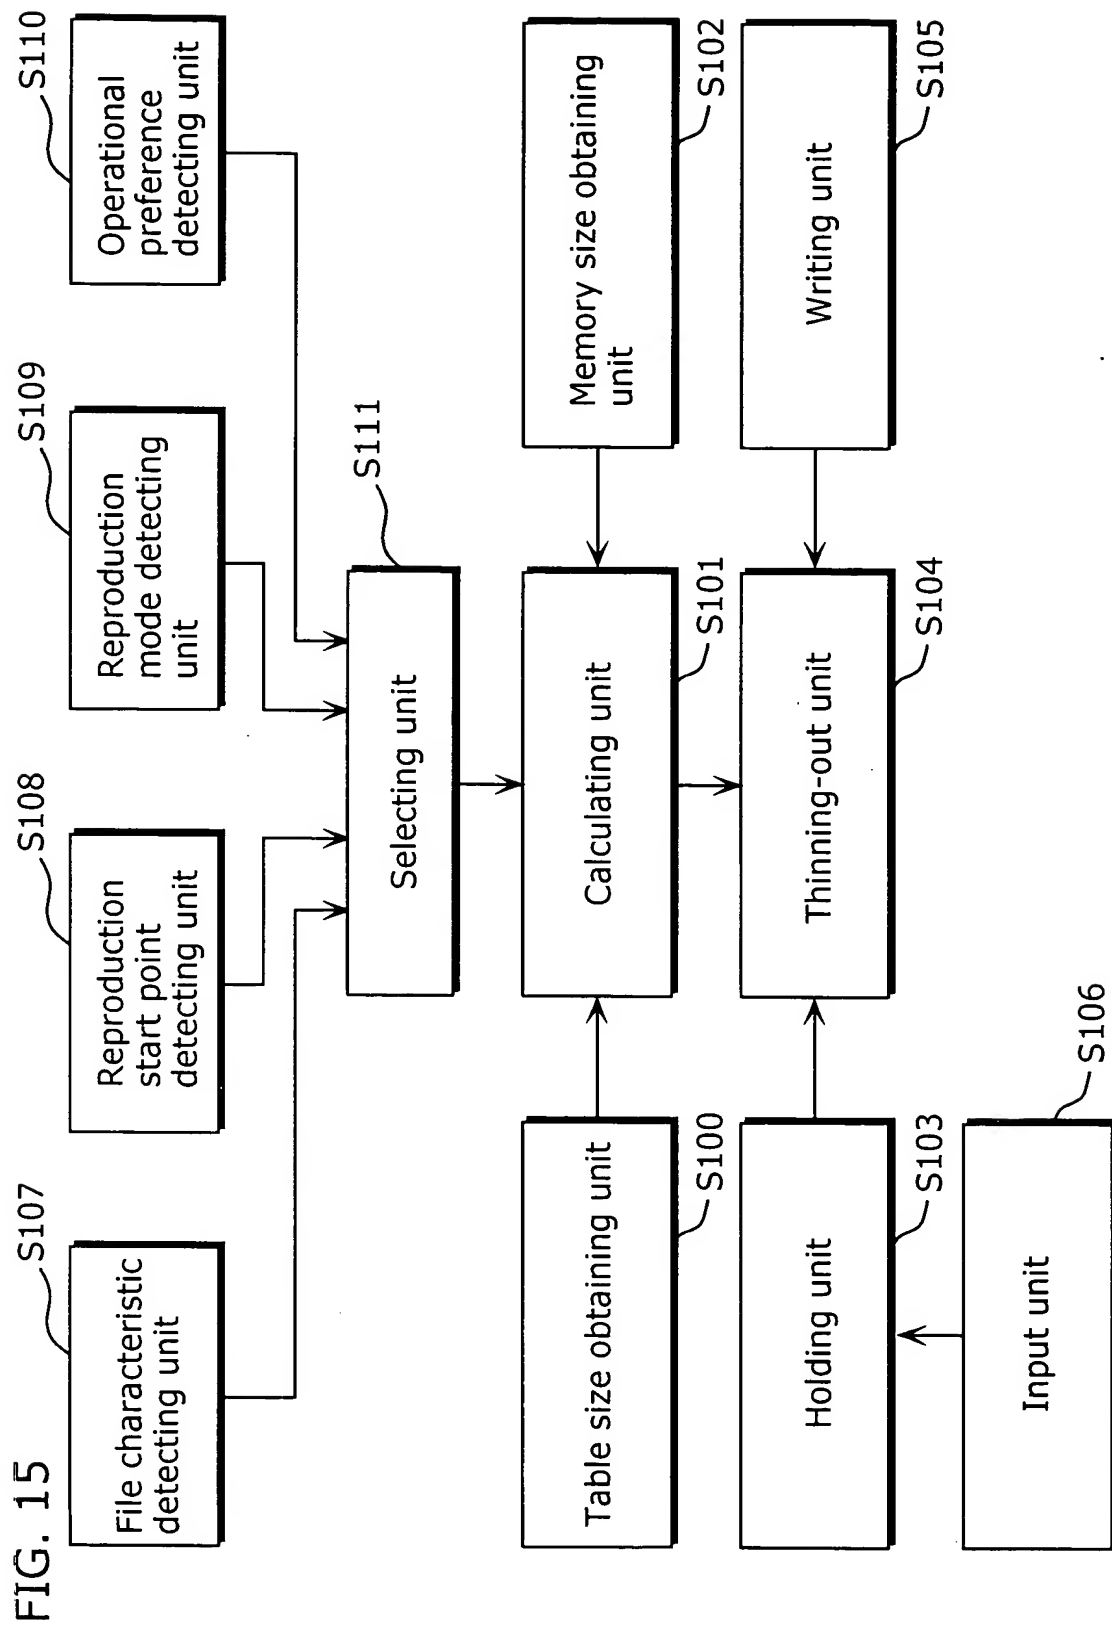 FIG. 15
S107
File characteristic
detecting unit
S108
Reproduction
start point
detecting unit
S109
Reproduction
mode detecting
unit
S110
Operational
preference
detecting unit
S111
Selecting unit
Table size obtaining unit
S100
Calculating unit
S101
Memory size obtaining
unit
S102
Holding unit
S103
Thinning-out unit
S104
Writing unit
S105
Input unit
S106